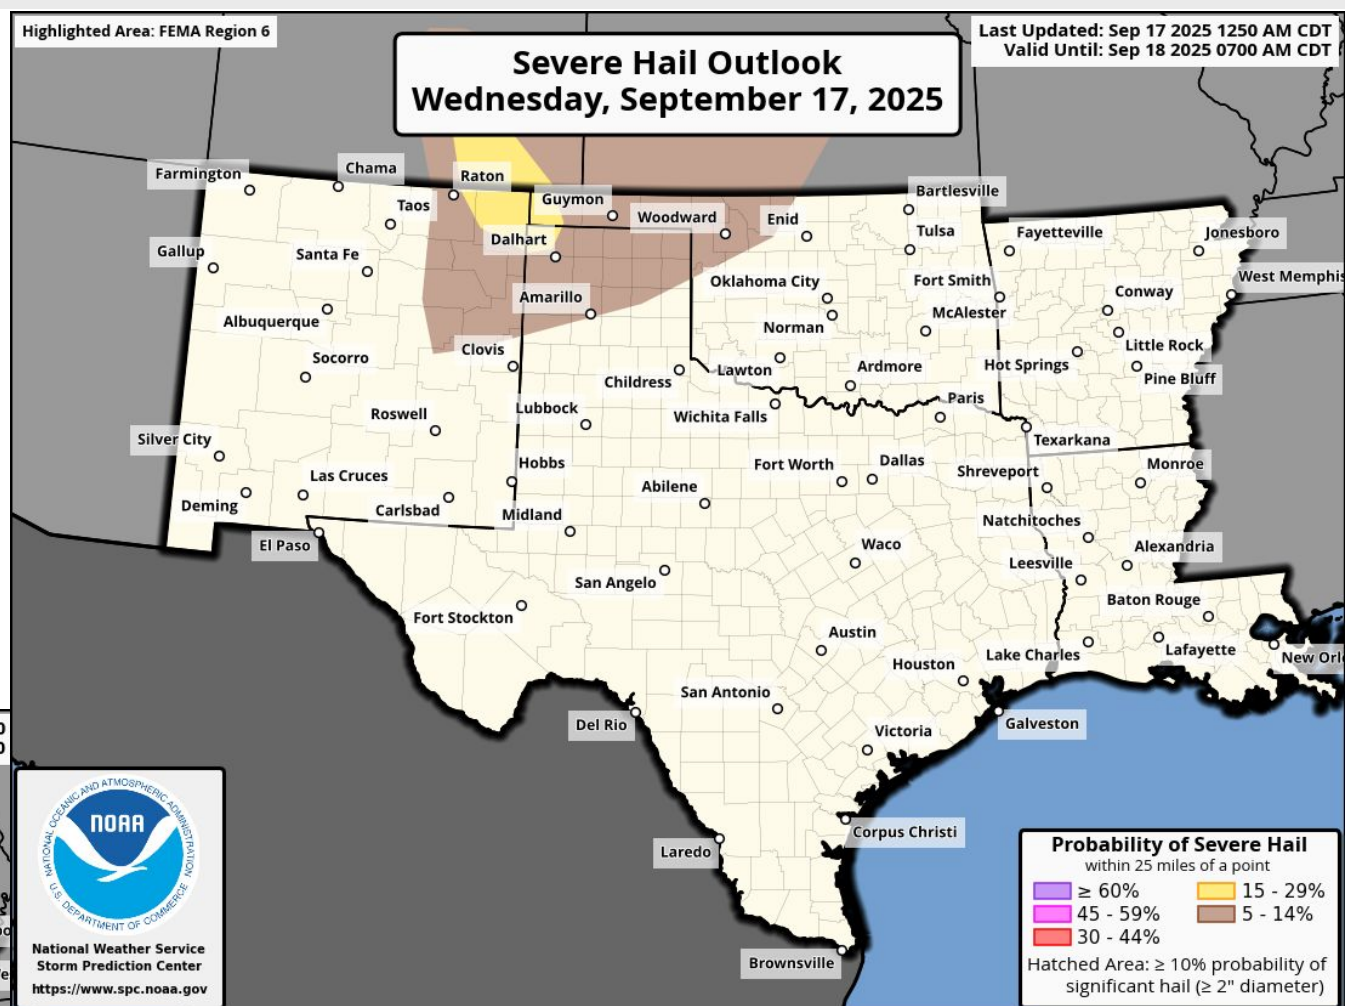 Highlighted Area: FEMA Region 6
Severe Hail Outlook
Wednesday, September 17, 2025
Last Updated: Sep 17 2025 1250 AM CDT
Valid Until: Sep 18 2025 0700 AM CDT
Farmington
Chama
Raton
Taos
Guymon
Woodward
Enid
Bartlesville
Gallup
Santa Fe
Dalhart
Tulsa
Fayetteville
Jonesboro
Albuquerque
Amarillo
Oklahoma City
Fort Smith
West Memphis
Norman
McAlester
Conway
Socorro
Clovis
Childress
Lawton
Ardmore
Hot Springs
Little Rock
Pine Bluff
Roswell
Lubbock
Wichita Falls
Paris
Silver City
Texarkana
Las Cruces
Hobbs
Abilene
Fort Worth
Dallas
Shreveport
Monroe
Deming
Carlsbad
Midland
Natchitoches
El Paso
San Angelo
Waco
Leesville
Alexandria
Fort Stockton
Baton Rouge
Austin
Houston
Lake Charles
Lafayette
New Orl
San Antonio
Del Rio
Victoria
Galveston
Corpus Christi
Laredo
Brownsville
NATIONAL OCEANIC AND ATMOSPHERIC ADMINISTRATION
NOAA
U.S. DEPARTMENT OF COMMERCE
National Weather Service
Storm Prediction Center
https://www.spc.noaa.gov
Probability of Severe Hail
within 25 miles of a point
≥ 60%
15 - 29%
45 - 59%
5 - 14%
30 - 44%
Hatched Area: ≥ 10% probability of
significant hail (≥ 2" diameter)